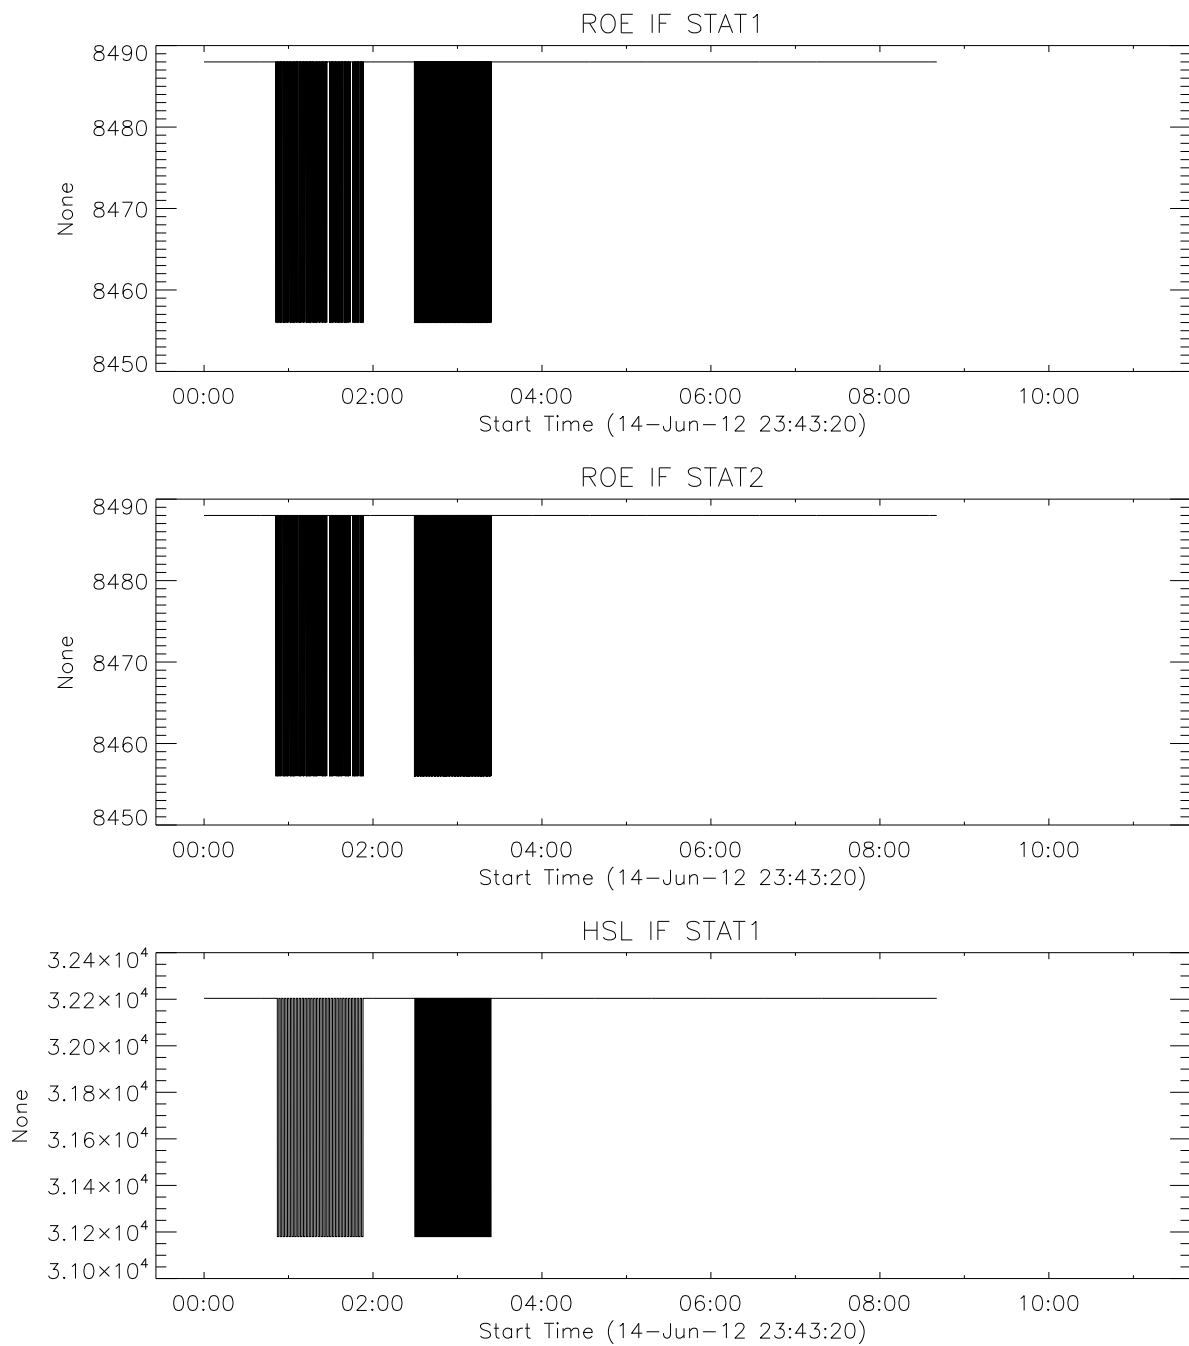 ROE IF STAT1
8490
8480
8470
8460
8450
None
00:00 02:00 04:00 06:00 08:00 10:00
Start Time (14-Jun-12 23:43:20)
ROE IF STAT2
8490
8480
8470
8460
8450
None
00:00 02:00 04:00 06:00 08:00 10:00
Start Time (14-Jun-12 23:43:20)
HSL IF STAT1
3.24×10⁴
3.22×10⁴
3.20×10⁴
3.18×10⁴
3.16×10⁴
3.14×10⁴
3.12×10⁴
3.10×10⁴
None
00:00 02:00 04:00 06:00 08:00 10:00
Start Time (14-Jun-12 23:43:20)